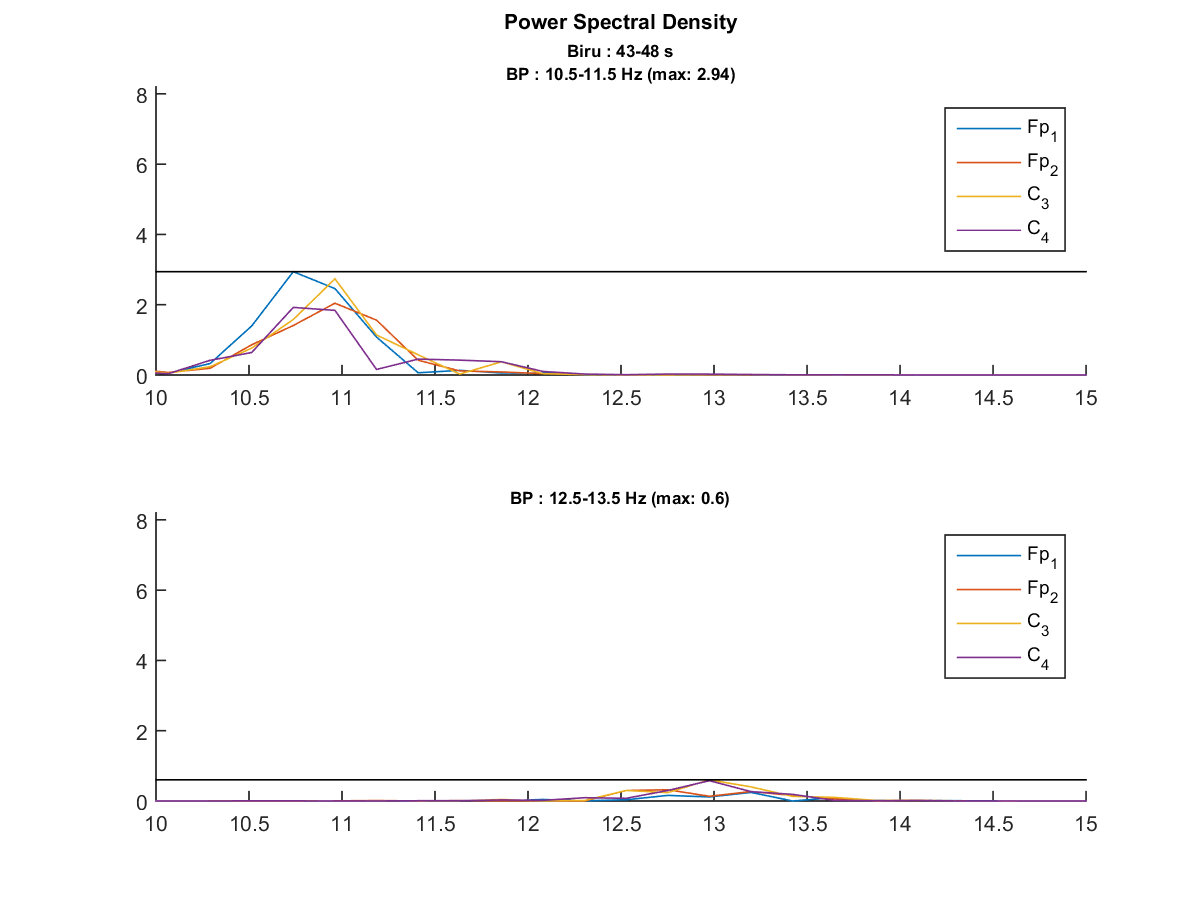 Power Spectral Density
Biru : 43-48 s
BP : 10.5-11.5 Hz (max: 2.94)
8
6
4
2
0
10 10.5 11 11.5 12 12.5 13 13.5 14 14.5 15
Fp1
Fp2
C3
C4
BP : 12.5-13.5 Hz (max: 0.6)
8
6
4
2
0
10 10.5 11 11.5 12 12.5 13 13.5 14 14.5 15
Fp1
Fp2
C3
C4